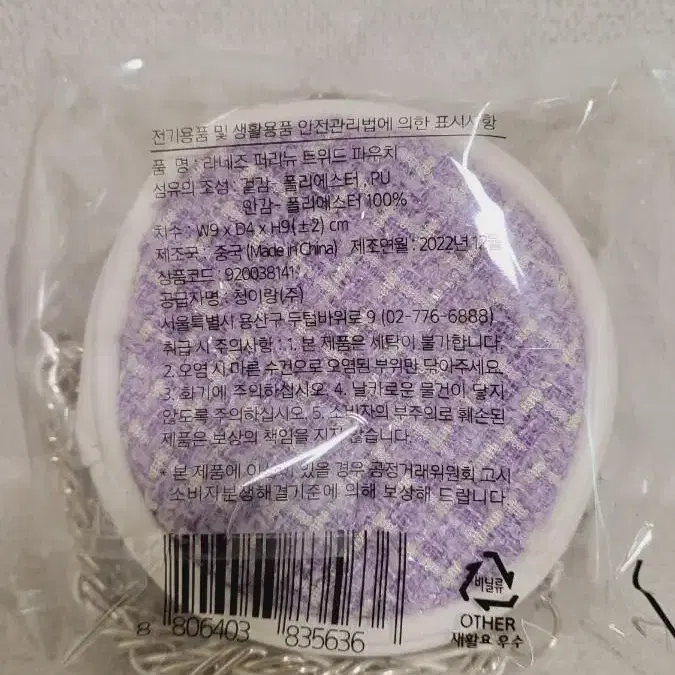 전기용품 및 생활용품 안전관리법에 의한 표시사항
품 명 : 라네즈 퍼리뉴 트위드 파우치
섬유의 조성 : 겉감- 폴리에스터 ,PU
안감- 폴리에스터 100%
치수 : W9 x D4 x H9(±2) cm
제조국 : 중국 (Made in China) 제조연월 : 2022년 12월
상품코드 : 920038141
공급자명 : 청이랑(주)
서울특별시 용산구 두텁바위로 9 (02-776-6888)
취급 시 주의사항 : 1. 본 제품은 세탁이 불가합니다.
2. 오염 시 마른 수건으로 오염된 부위만 닦아주세요.
3. 화기에 주의하십시오. 4. 날카로운 물건이 닿지
않도록 주의하십시오. 5. 소비자의 부주의로 훼손된
제품은 보상의 책임을 지지 않습니다.
* 본 제품에 이상이 있을 경우 공정거래위원회 고시
소비자분생해결기준에 의해 보상해 드립니다
8 806403 835636
비닐류
OTHER
재활용 우수